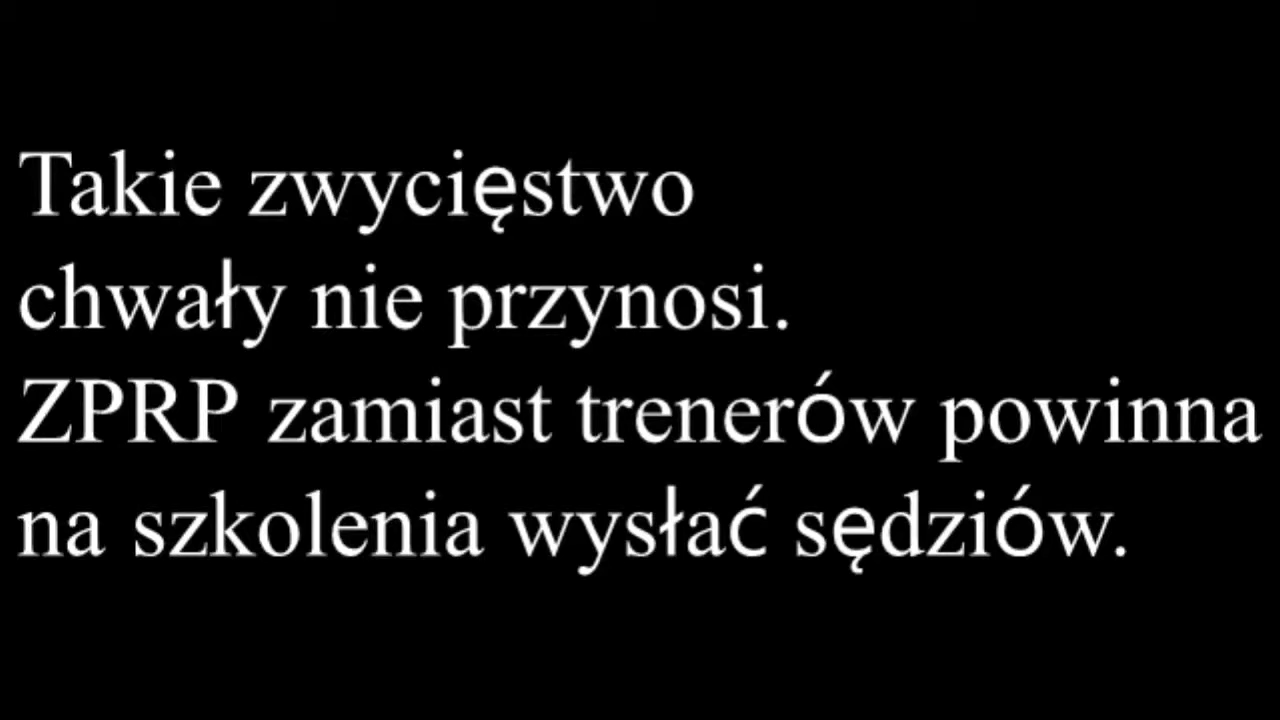 Takie zwycięstwo
chwały nie przynosi.
ZPRP zamiast trenerów powinna
na szkolenia wysłać sędziów.